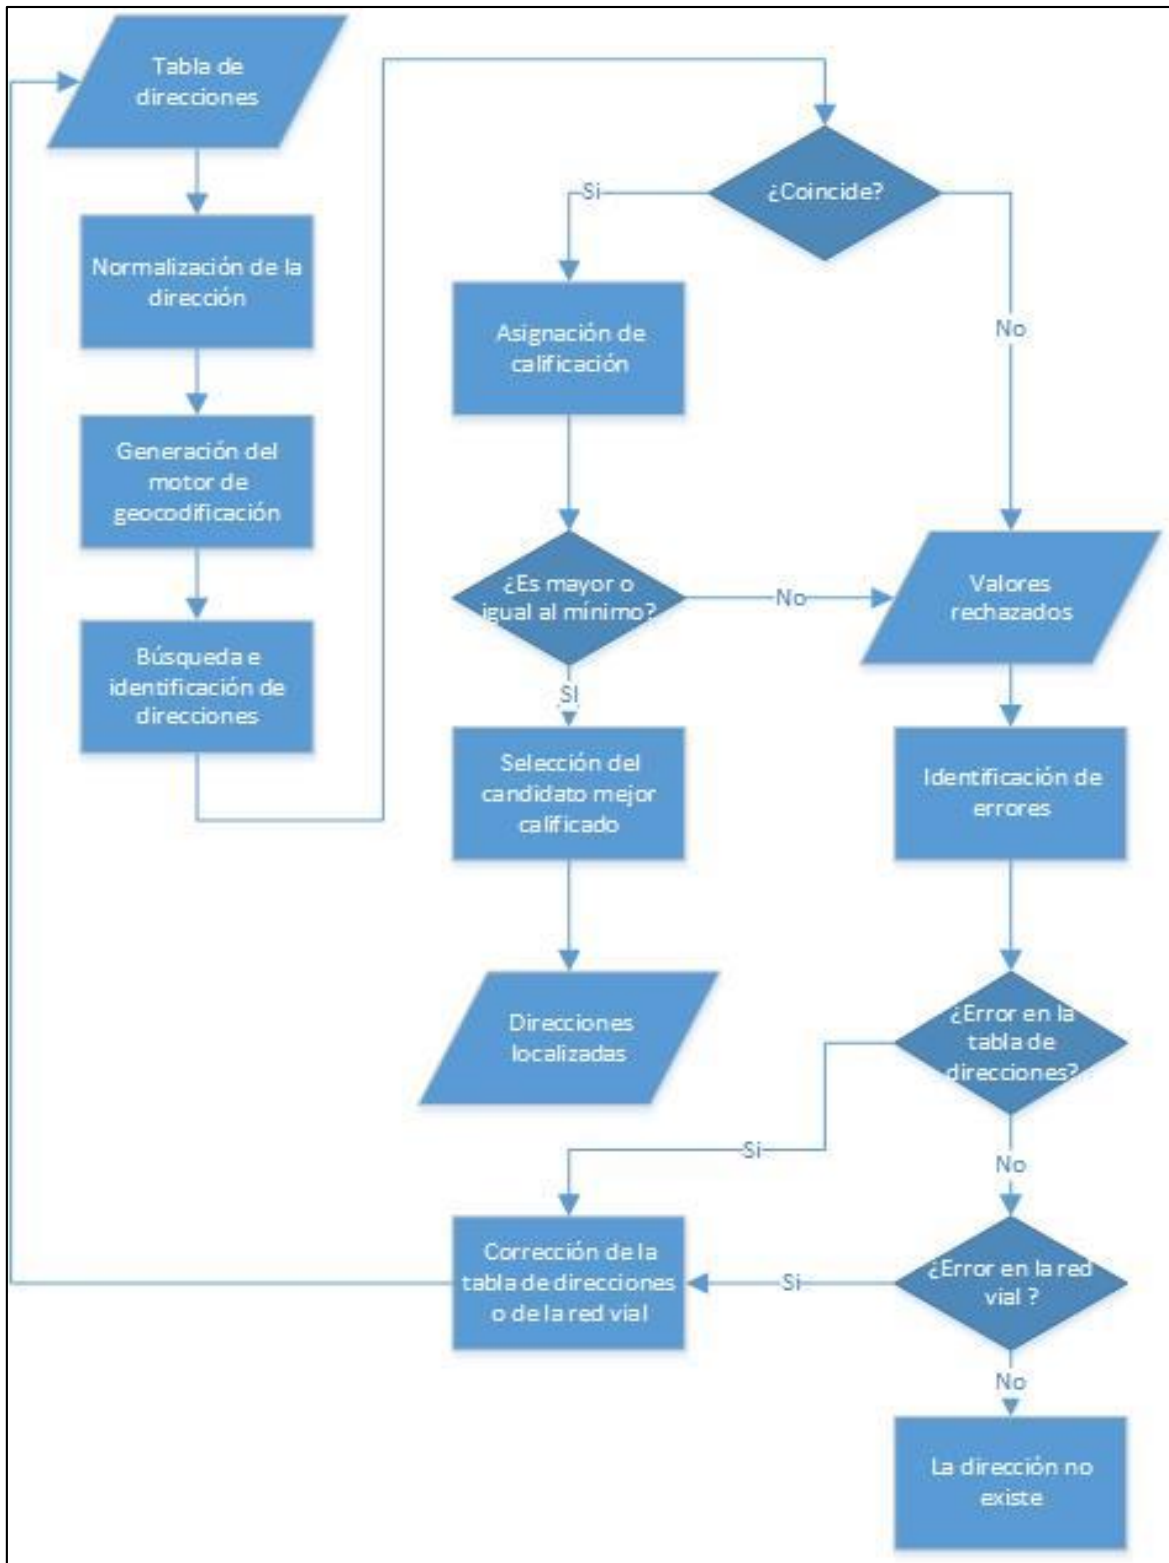 Tabla de
direcciones
Normalización de la
dirección
Generación del
motor de
geocodificación
Búsqueda e
identificación de
direcciones
¿Coincide?
Si
No
Asignación de
calificación
¿Es mayor o
igual al mínimo?
No
SI
Selección del
candidato mejor
calificado
Direcciones
localizadas
Valores
rechazados
Identificación de
errores
¿Error en la
tabla de
direcciones?
Si
No
¿Error en la red
vial ?
Si
No
Corrección de la
tabla de direcciones
o de la red vial
La dirección no
existe